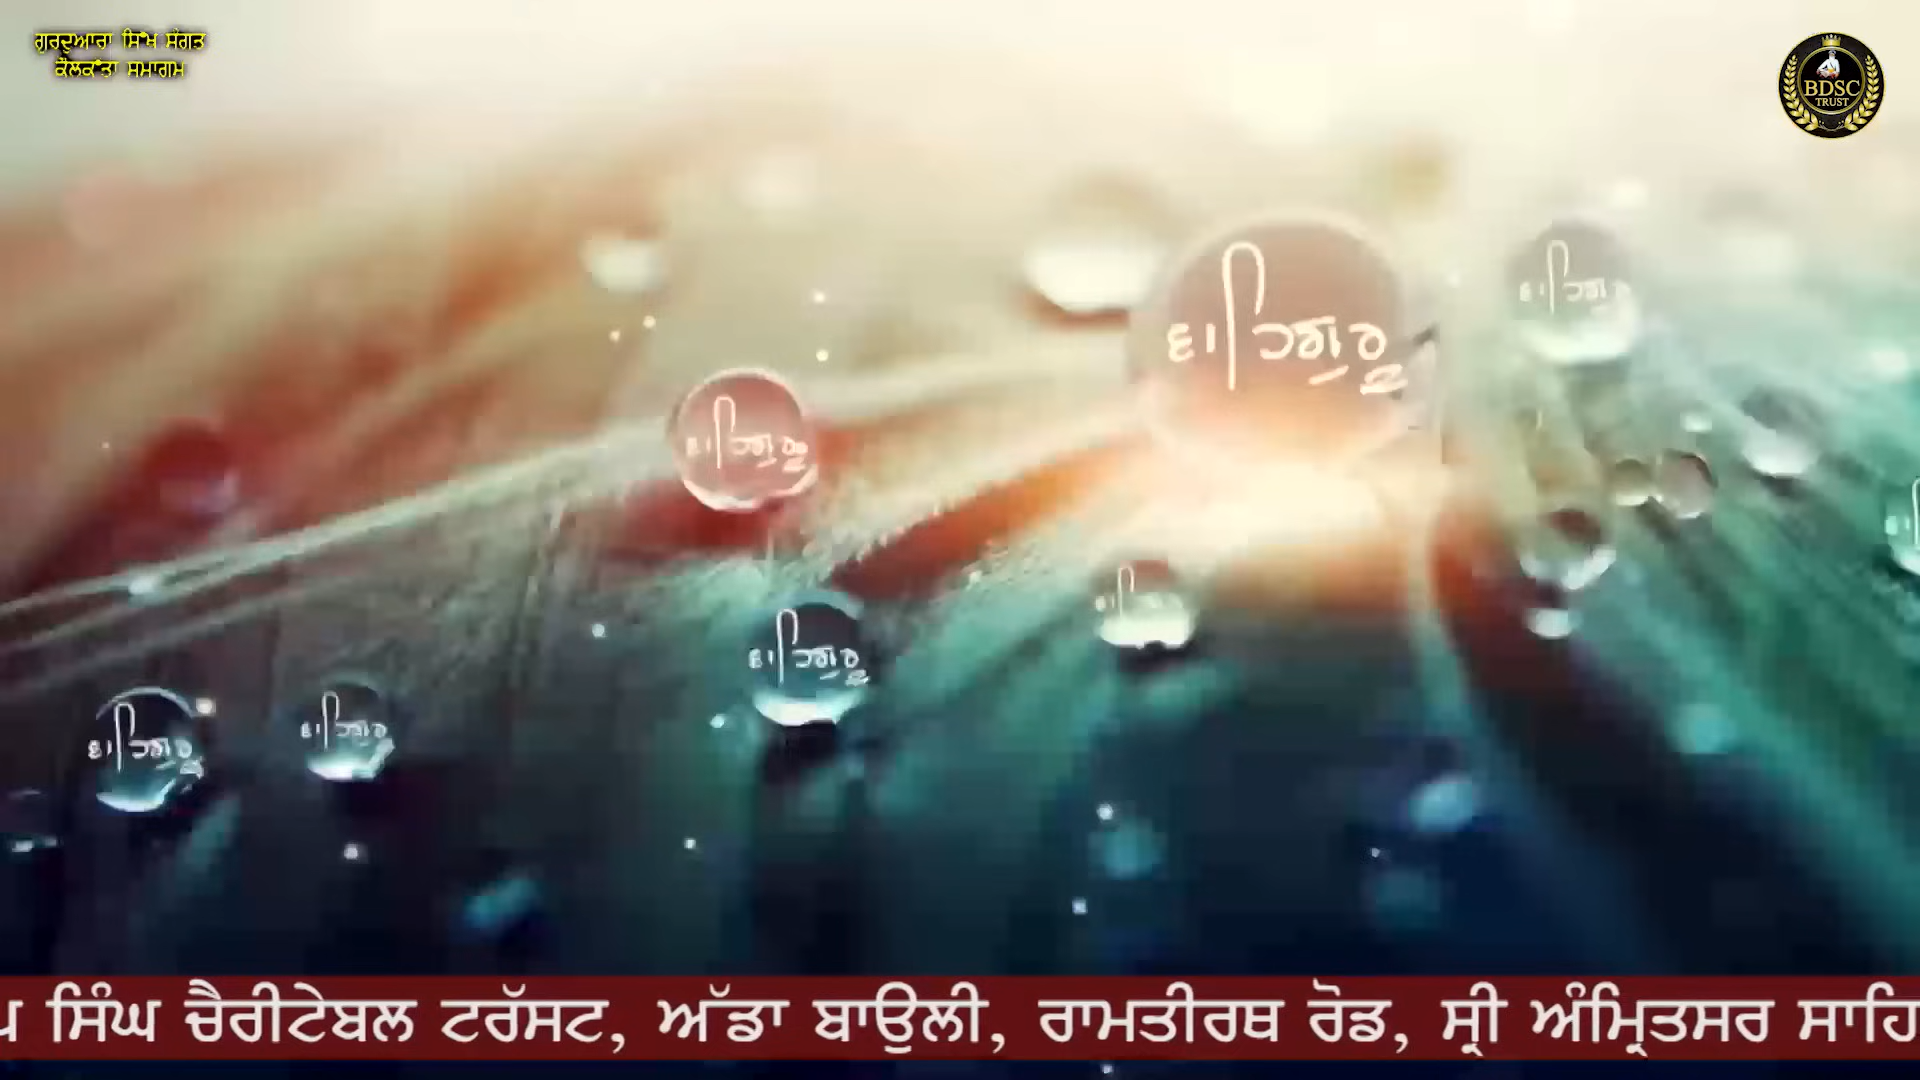 ਗੁਰਦੁਆਰਾ ਸਿੱਖ ਸੰਗਤ
ਕੌਲਕੱਤਾ ਸਮਾਗਮ
BDSC
TRUST
ਵਾਹਿਗੁਰੂ
ਵਾਹਿਗੁਰੂ
ਵਾਹਿਗੁਰੂ
ਵਾਹਿਗੁਰੂ
ਵਾਹਿਗੁਰੂ
ਵਾਹਿਗੁਰੂ
ਵਾਹਿਗੁਰੂ
ਸਿੰਘ ਚੈਰੀਟੇਬਲ ਟਰੱਸਟ, ਅੱਡਾ ਬਾਉਲੀ, ਰਾਮਤੀਰਥ ਰੋਡ, ਸ੍ਰੀ ਅੰਮ੍ਰਿਤਸਰ ਸਾਹਿ